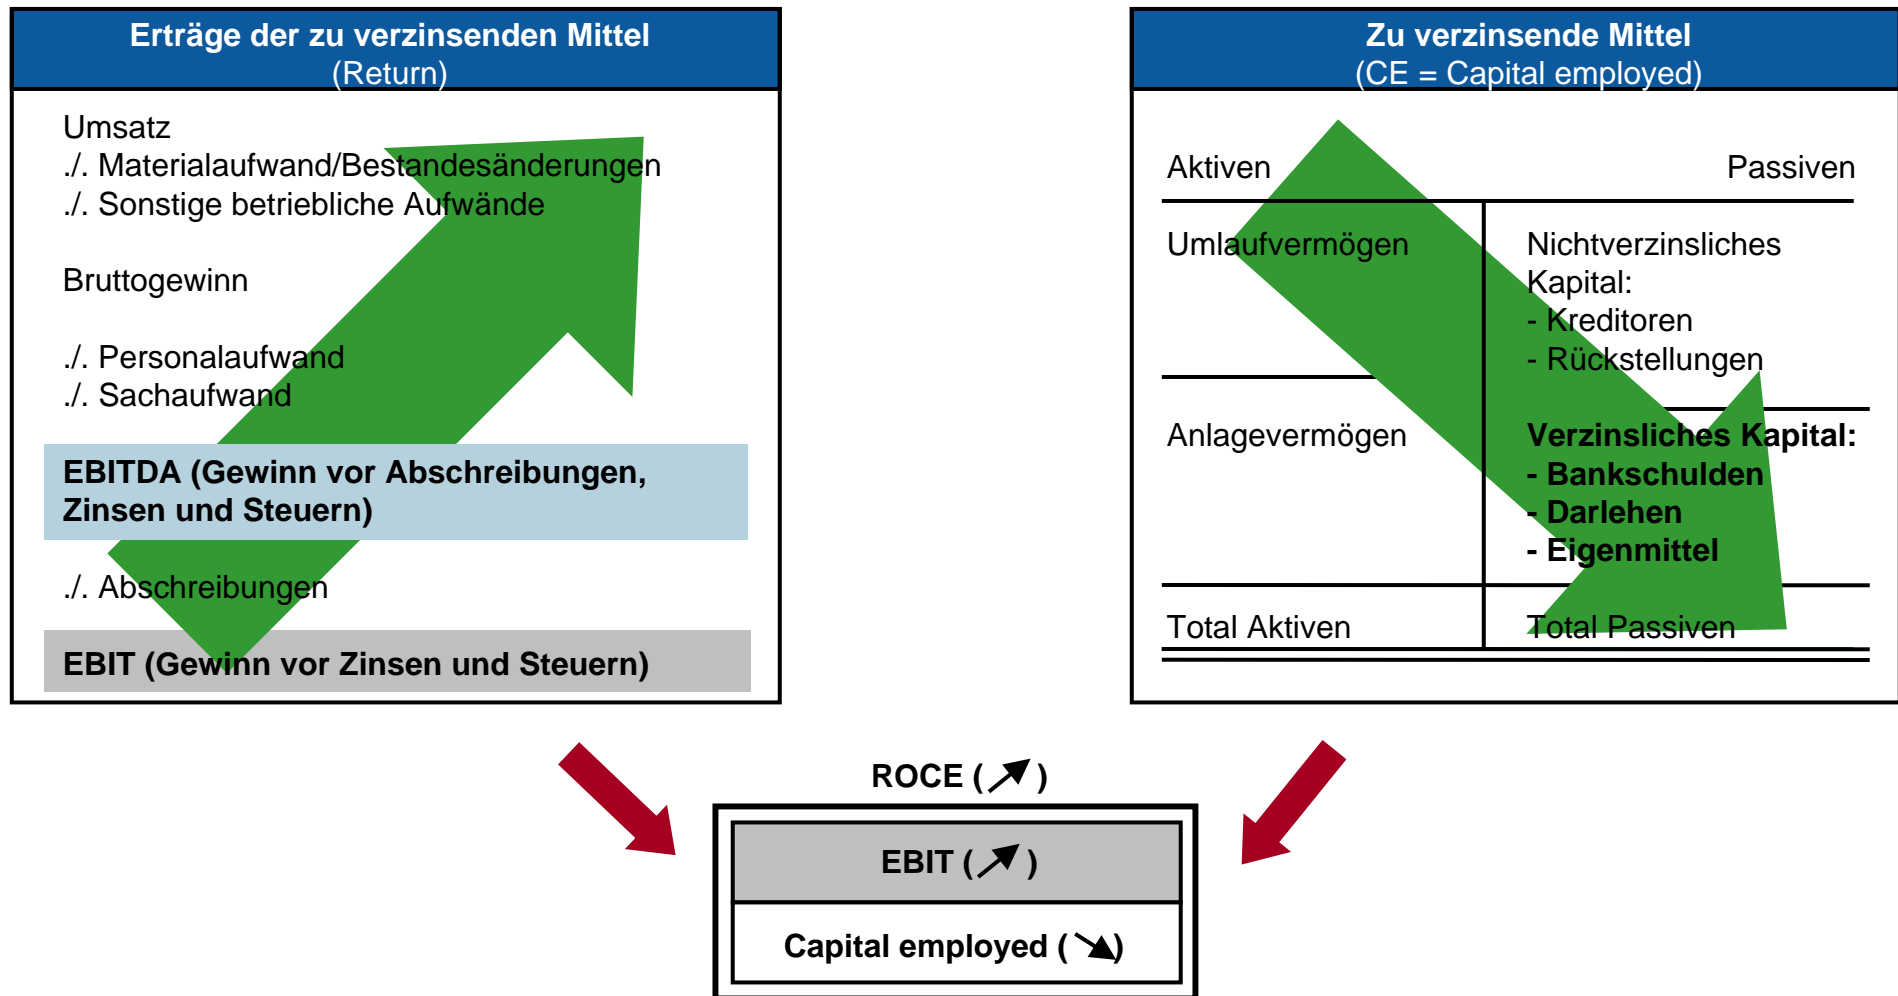 Erträge der zu verzinsenden Mittel
(Return)
Umsatz
./. Materialaufwand/Bestandesänderungen
./. Sonstige betriebliche Aufwände
Bruttogewinn
./. Personalaufwand
./. Sachaufwand
EBITDA (Gewinn vor Abschreibungen,
Zinsen und Steuern)
./. Abschreibungen
EBIT (Gewinn vor Zinsen und Steuern)
Zu verzinsende Mittel
(CE = Capital employed)
Aktiven
Passiven
Umlaufvermögen
Nichtverzinsliches
Kapital:
- Kreditoren
- Rückstellungen
Anlagevermögen
Verzinsliches Kapital:
- Bankschulden
- Darlehen
- Eigenmittel
Total Aktiven
Total Passiven
ROCE ( )
EBIT ( )
Capital employed ( )